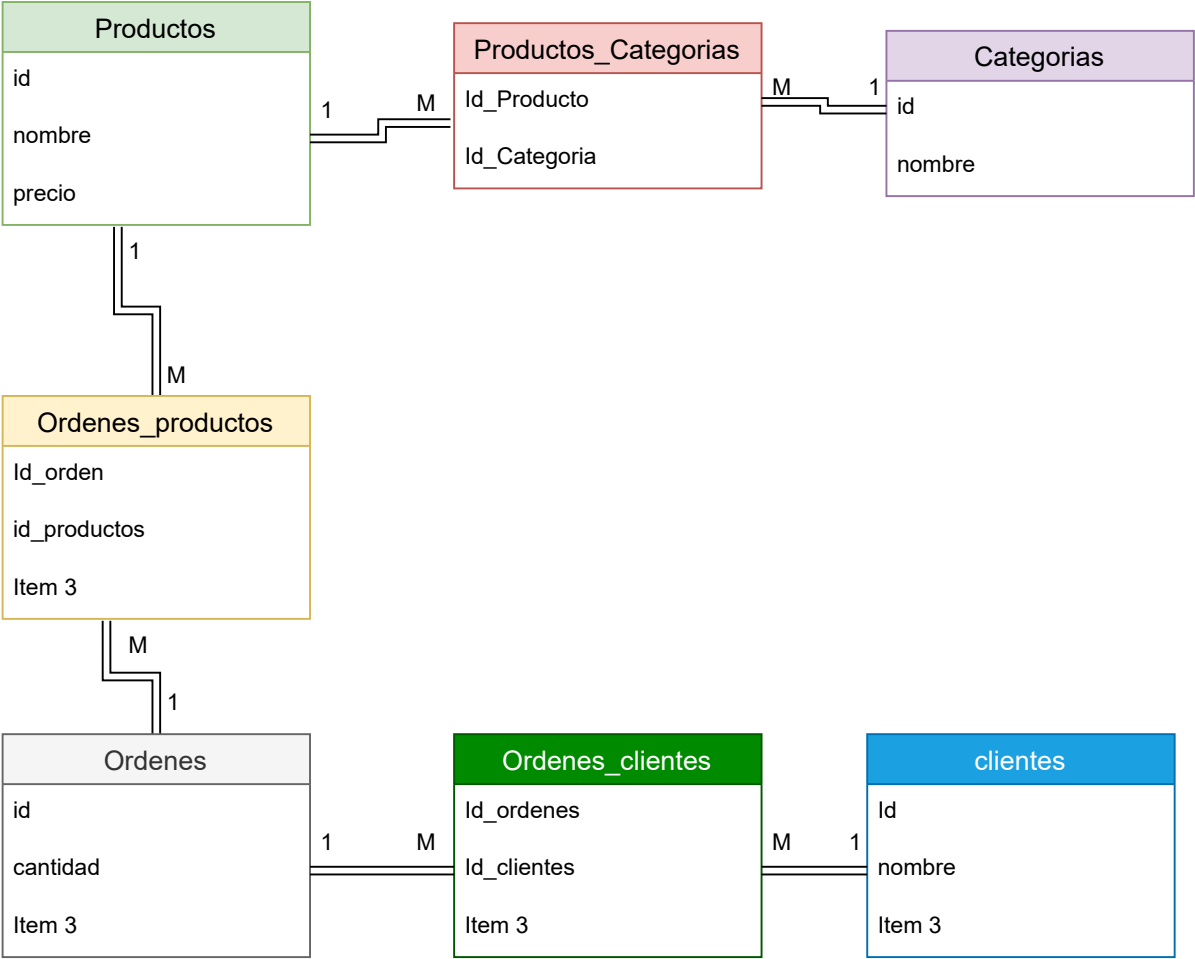 Productos
id
nombre
precio
1
M
Productos_Categorias
Id_Producto
Id_Categoria
M
1
Categorias
id
nombre
1
M
Ordenes_productos
Id_orden
id_productos
Item 3
M
1
Ordenes
id
cantidad
Item 3
1
M
Ordenes_clientes
Id_ordenes
Id_clientes
Item 3
M
1
clientes
Id
nombre
Item 3